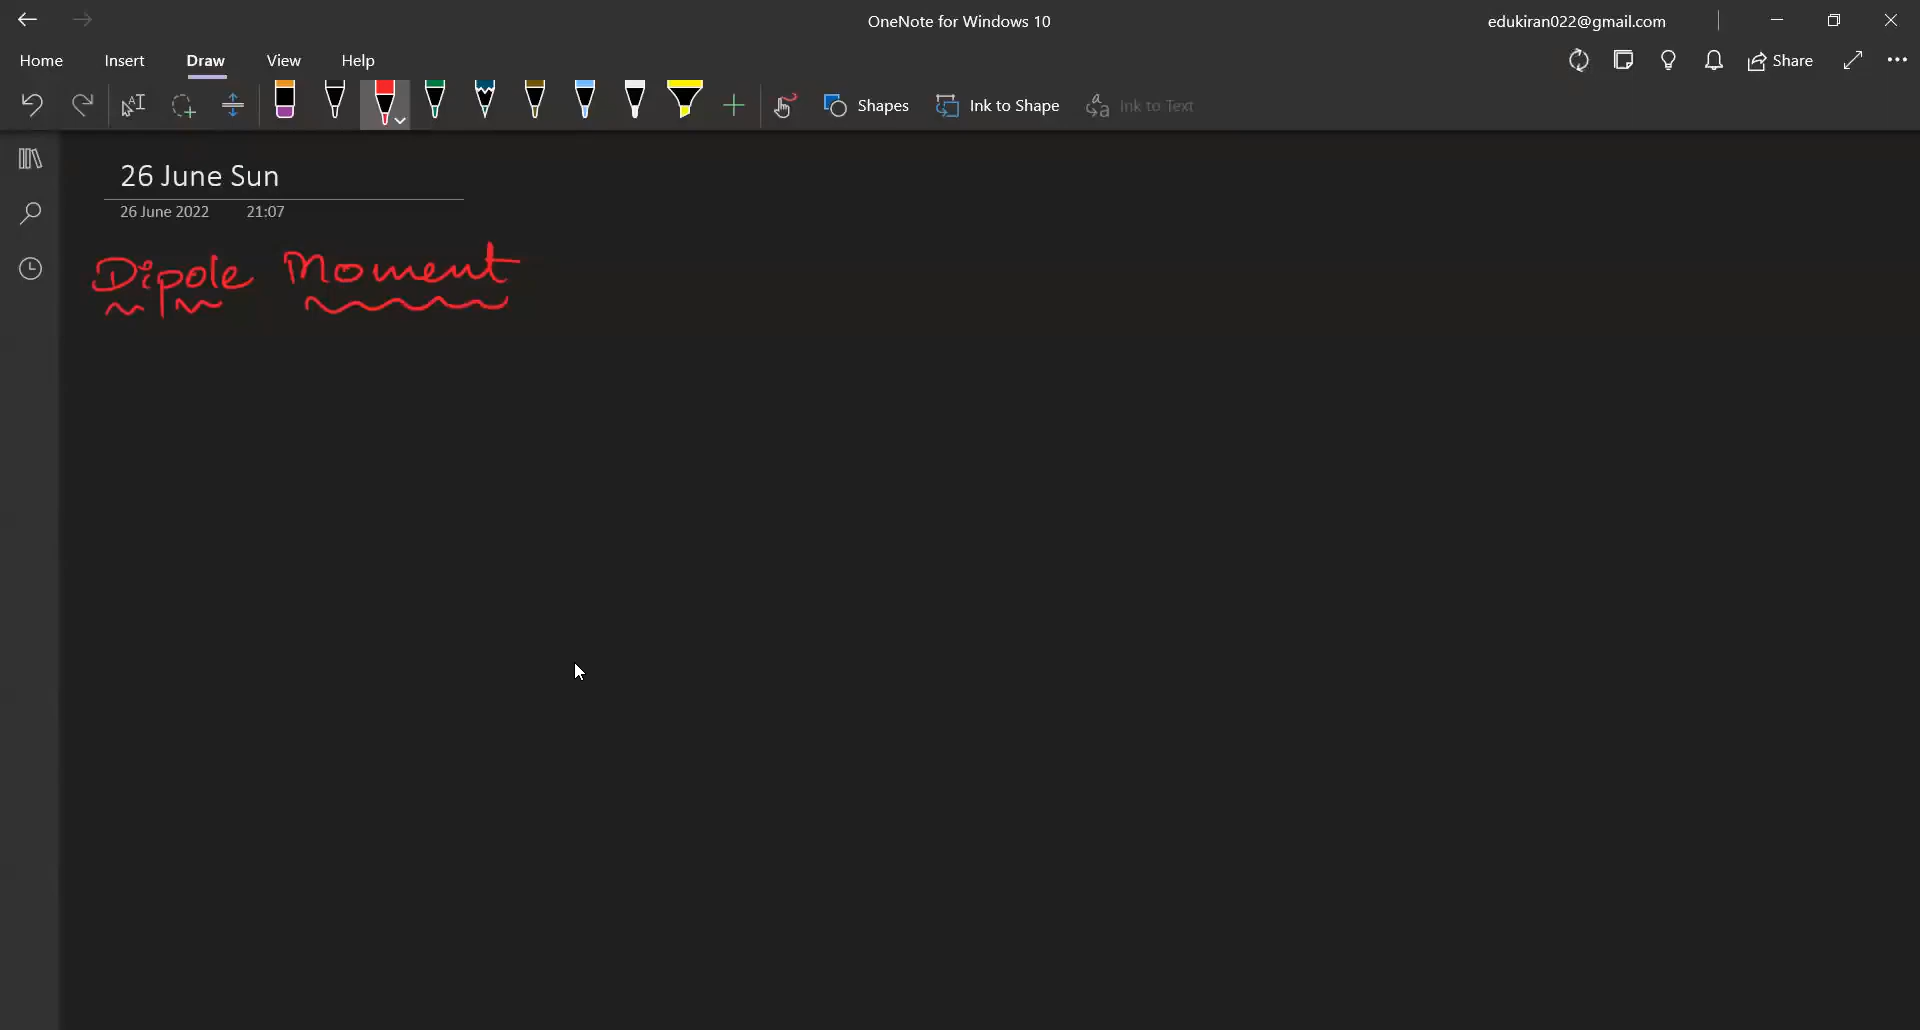 OneNote for Windows 10
edukiran022@gmail.com
Home Insert Draw View Help
Share
Shapes Ink to Shape Ink to Text
26 June Sun
26 June 2022 21:07
Dipole Moment